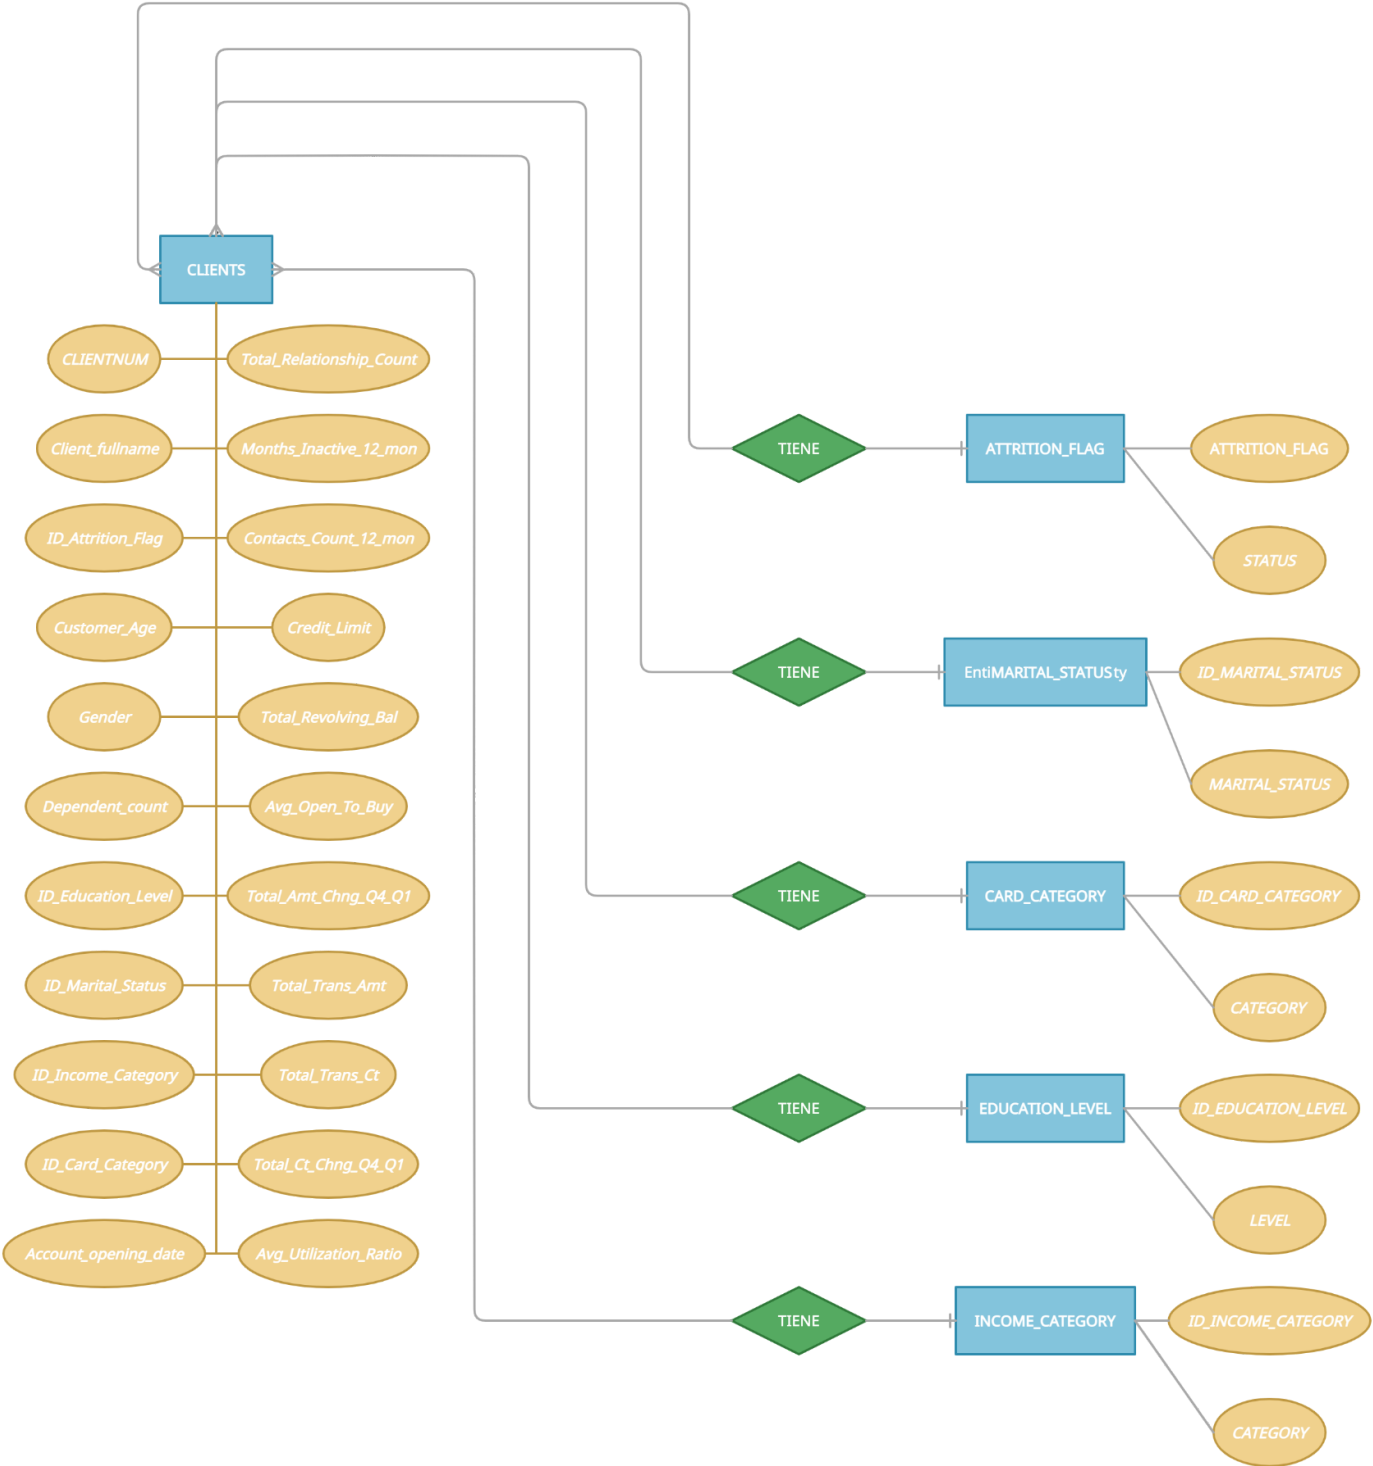 CLIENTS
CLIENTNUM
Total_Relationship_Count
Client_fullname
Months_Inactive_12_mon
ID_Attrition_Flag
Contacts_Count_12_mon
Customer_Age
Credit_Limit
Gender
Total_Revolving_Bal
Dependent_count
Avg_Open_To_Buy
ID_Education_Level
Total_Amt_Chng_Q4_Q1
ID_Marital_Status
Total_Trans_Amt
ID_Income_Category
Total_Trans_Ct
ID_Card_Category
Total_Ct_Chng_Q4_Q1
Account_opening_date
Avg_Utilization_Ratio
TIENE
ATTRITION_FLAG
ATTRITION_FLAG
STATUS
TIENE
EntiMARITAL_STATUSty
ID_MARITAL_STATUS
MARITAL_STATUS
TIENE
CARD_CATEGORY
ID_CARD_CATEGORY
CATEGORY
TIENE
EDUCATION_LEVEL
ID_EDUCATION_LEVEL
LEVEL
TIENE
INCOME_CATEGORY
ID_INCOME_CATEGORY
CATEGORY